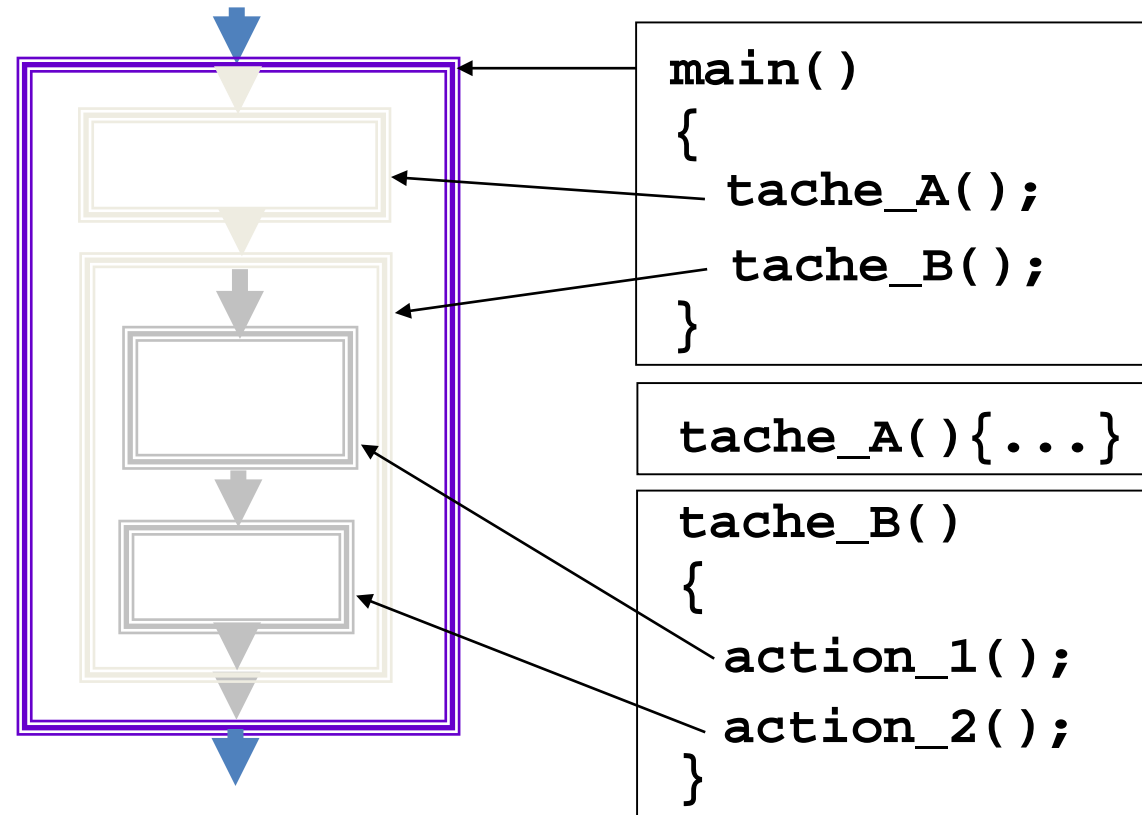 main()
{
tache_A();
tache_B();
}
tache_A(){...}
tache_B()
{
action_1();
action_2();
}